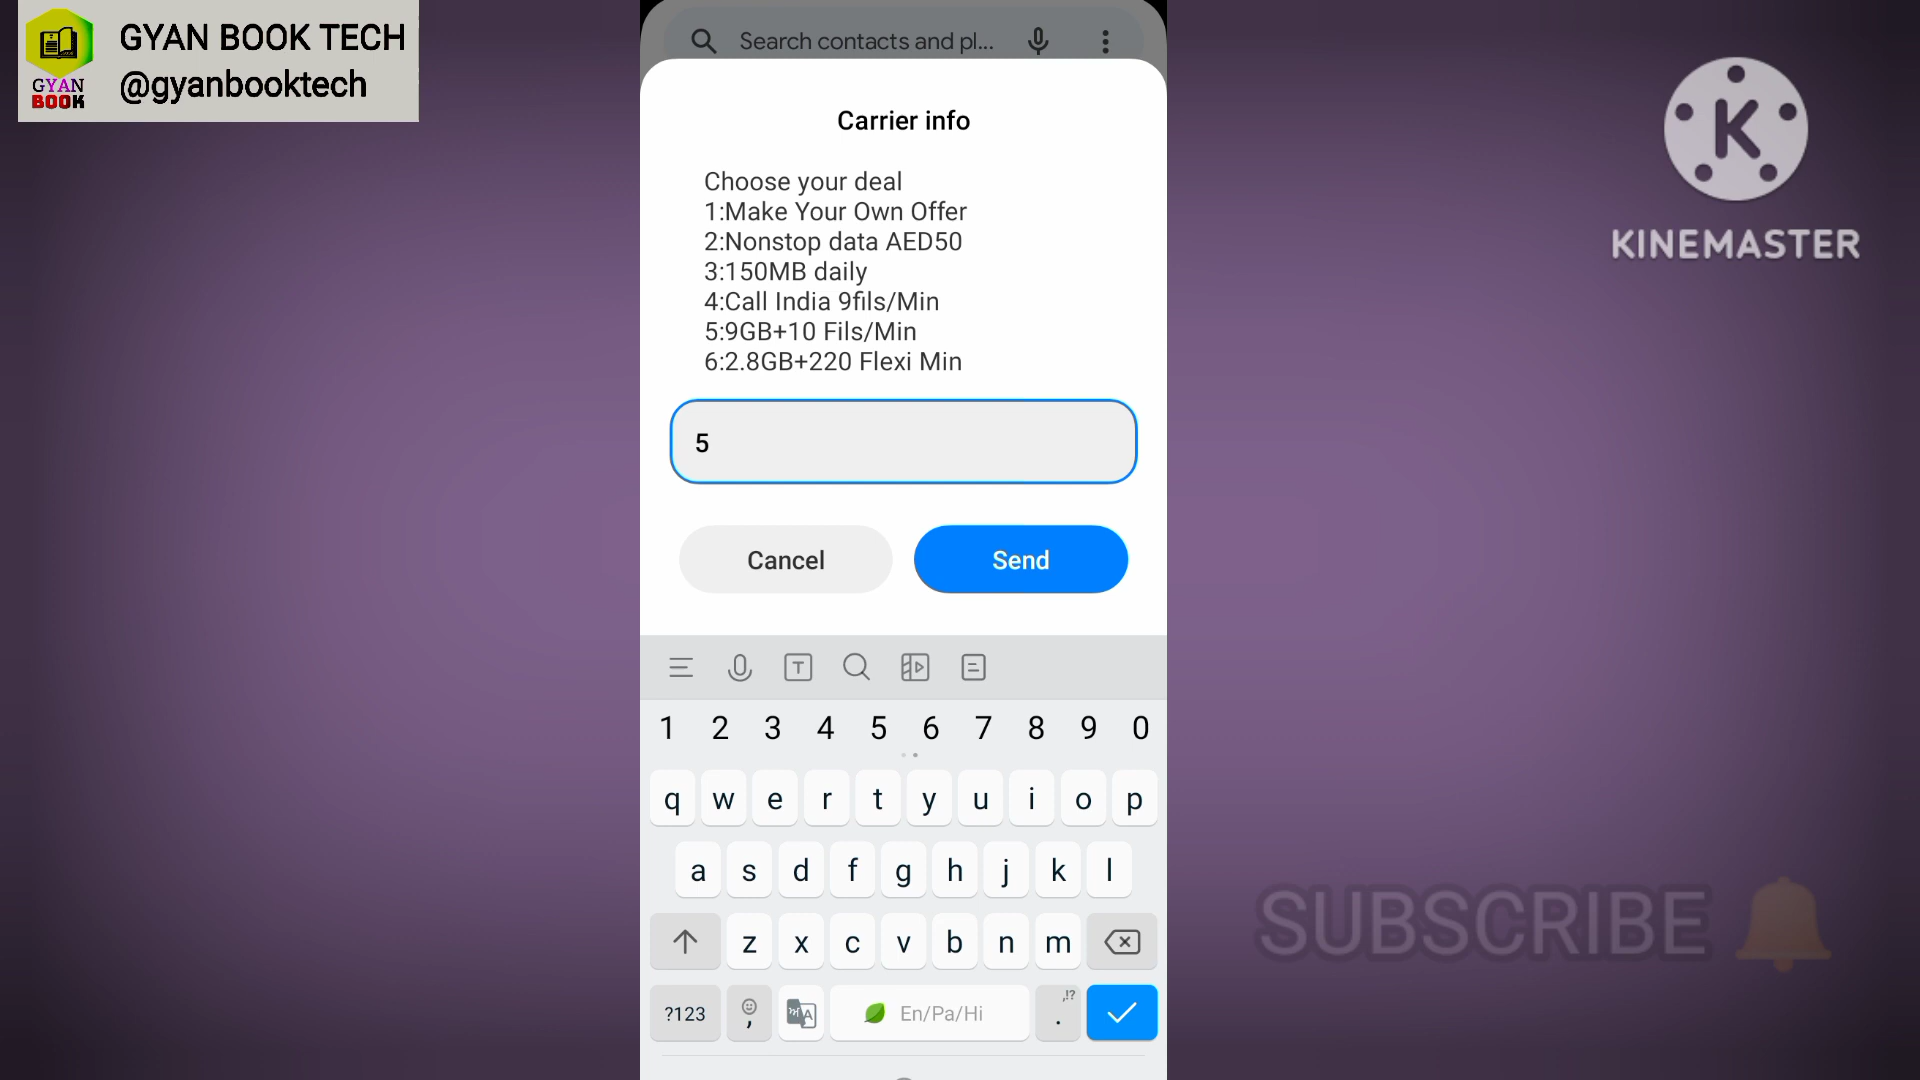 GYAN BOOK TECH
@gyanbooktech
GYAN
BOOK
Search contacts and pl...
K
KINEMASTER
Carrier info
Choose your deal
1:Make Your Own Offer
2:Nonstop data AED50
3:150MB daily
4:Call India 9fils/Min
5:9GB+10 Fils/Min
6:2.8GB+220 Flexi Min
5
Cancel
Send
T
1 2 3 4 5 6 7 8 9 0
q w e r t y u i o p
a s d f g h j k l
z x c v b n m
?123 , En/Pa/Hi ,!? .
SUBSCRIBE